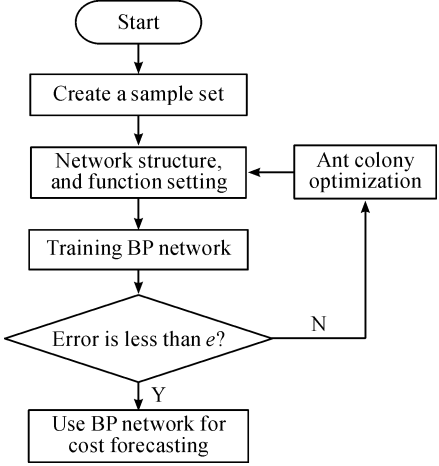 Start
Create a sample set
Network structure,
and function setting
Ant colony
optimization
Training BP network
Error is less than e?
N
Y
Use BP network for
cost forecasting